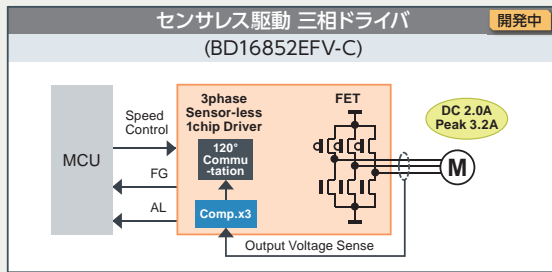 センサレス駆動 三相ドライバ
開発中
(BD16852EFV-C)
3phase
Sensor-less
1chip Driver
FET
DC 2.0A
Peak 3.2A
Speed
Control
120°
Commu
-tation
MCU
M
FG
AL
Comp.x3
Output Voltage Sense